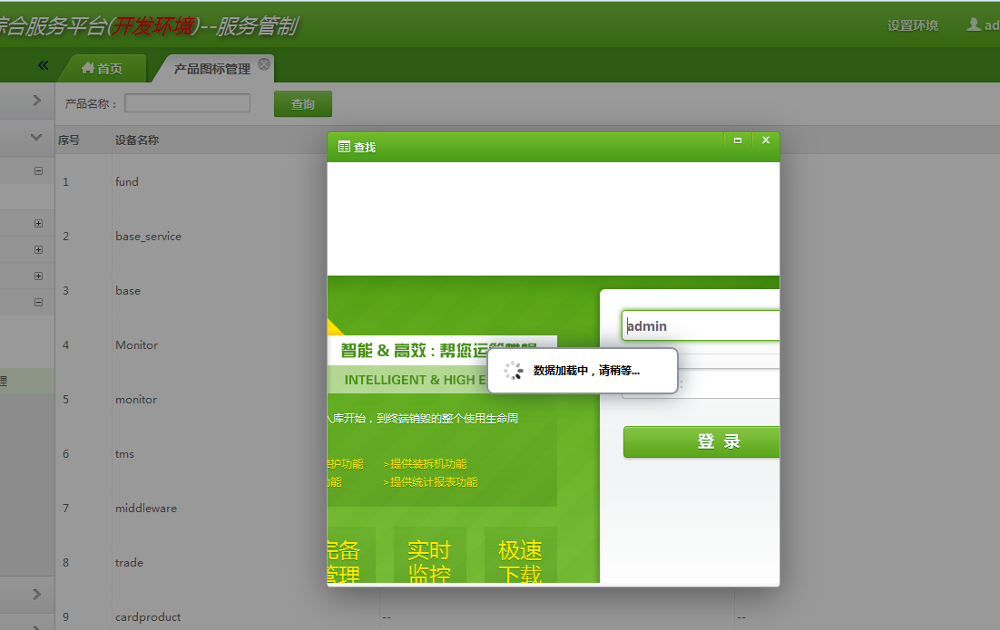 综合服务平台(开发环境)--服务管制
设置环境 ad
« 首页 产品图标管理
产品名称： 查询
序号 设备名称
1 fund
2 base_service
3 base
4 Monitor
5 monitor
6 tms
7 middleware
8 trade
9 cardproduct -- --
理
查找
admin
智能 & 高效 : 帮您运
INTELLIGENT & HIGH E
数据加载中，请稍等...
:
入库开始，到终端销毁的整个使用生命周
护功能 >提供装拆机功能
功能 >提供统计报表功能
登 录
完备 实时 极速
管理 监控 下载